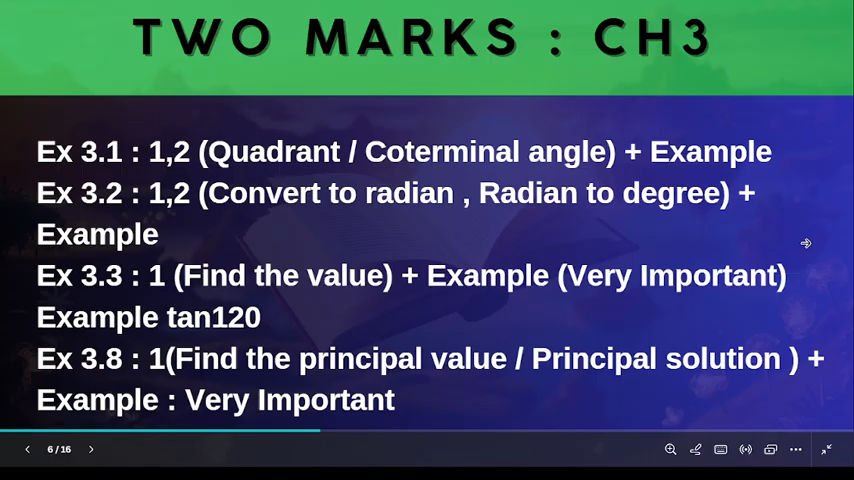 TWO MARKS : CH3
Ex 3.1 : 1,2 (Quadrant / Coterminal angle) + Example
Ex 3.2 : 1,2 (Convert to radian , Radian to degree) +
Example
Ex 3.3 : 1 (Find the value) + Example (Very Important)
Example tan120
Ex 3.8 : 1(Find the principal value / Principal solution ) +
Example : Very Important
6 / 16